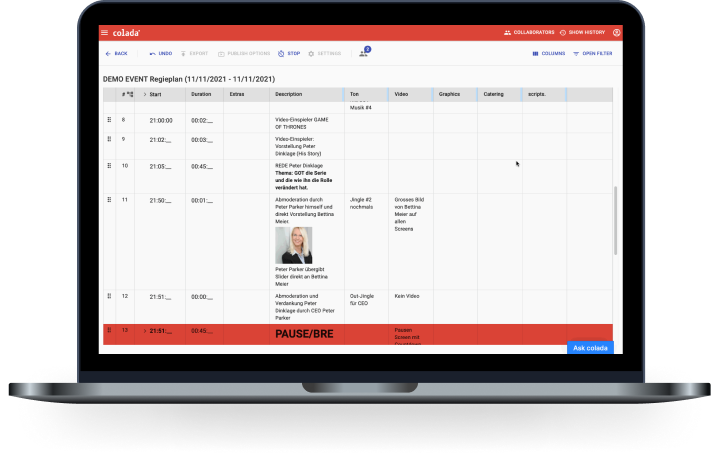 colada
COLLABORATORS SHOW HISTORY
BACK UNDO EXPORT PUBLISH OPTIONS STOP SETTINGS 2 COLUMNS OPEN FILTER
DEMO EVENT Regieplan (11/11/2021 - 11/11/2021)
# > Start Duration Extras Description Ton Video Graphics Catering scripts.
Musik #4
8 21:00:00 00:02:__ Video-Einspieler GAME
OF THRONES
9 21:02:__ 00:03:__ Video-Einspieler:
Vorstellung Peter
Dinklage (His Story)
10 21:05:__ 00:45:__ REDE Peter Dinklage
Thema: GOT die Serie
und die wie ihn die Rolle
verändert hat.
11 21:50:__ 00:01:__ Abmoderation durch Jingle #2 Grosses Bild
Peter Parker himself und nochmals von Bettina
direkt Vorstellung Bettina Meier auf
Meier. allen
Screens
Peter Parker übergibt
Slider direkt an Bettina
Meier
12 21:51:__ 00:00:__ Abmoderation und Out-Jingle Kein Video
Verdankung Peter für CEO
Dinklage durch CEO Peter
Parker
13 > 21:51:__ 00:45:__ PAUSE/BRE Pausen
Screen mit
Ask colada